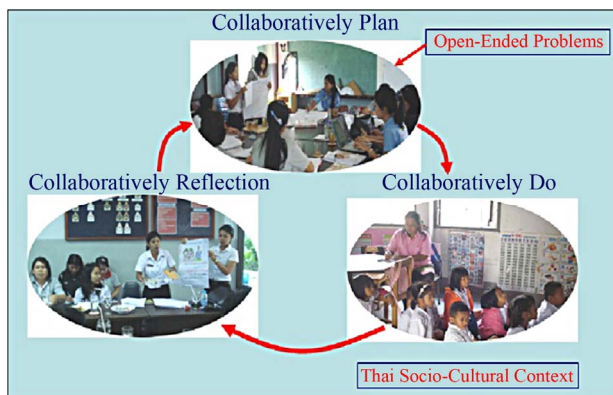 Collaboratively Plan
Open-Ended Problems
Collaboratively Reflection
Collaboratively Do
Thai Socio-Cultural Context